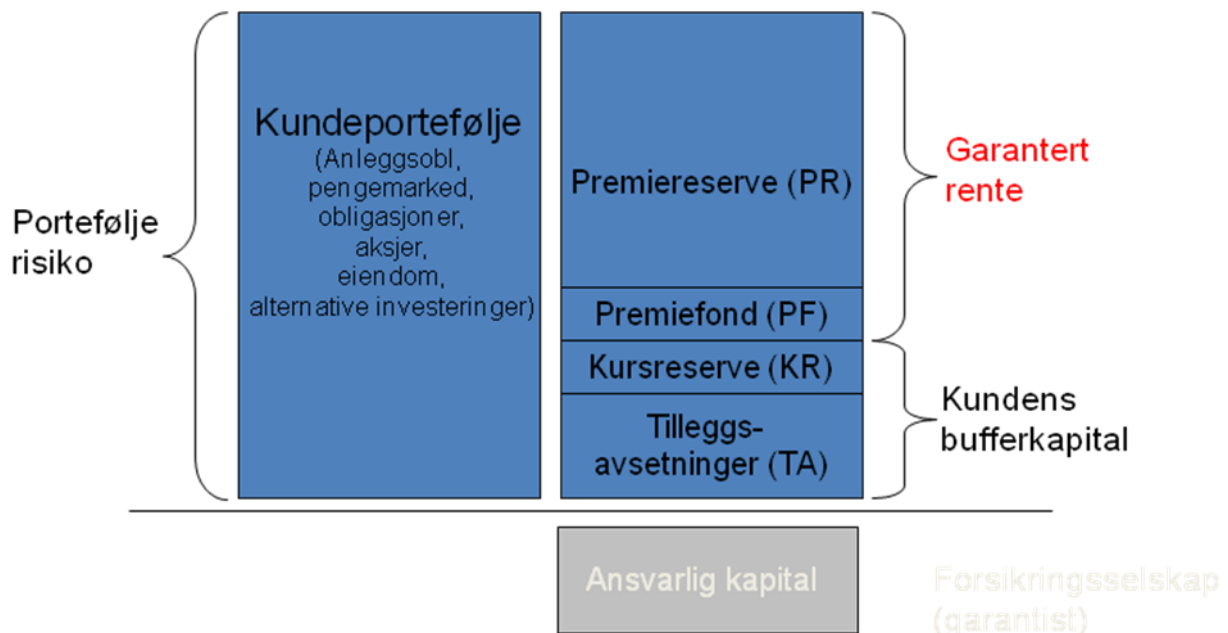 Portefølje
risiko
Kundeportefølje
(Anleggsobl,
pengemarked,
obligasjoner,
aksjer,
eiendom,
alternative investeringer)
Premiereserve (PR)
Premiefond (PF)
Kursreserve (KR)
Tilleggs-
avsetninger (TA)
Garantert
rente
Kundens
bufferkapital
Ansvarlig kapital
Forsikringsselskap
(garantist)